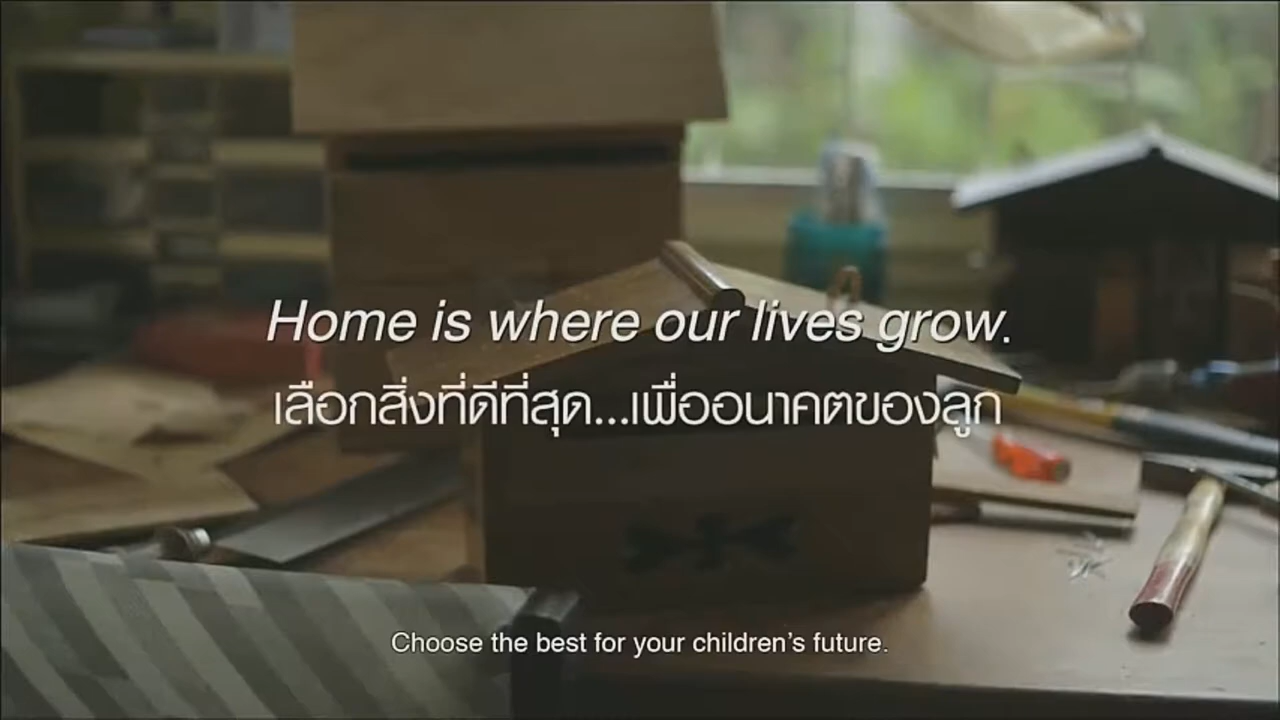 Home is where our lives grow.
เลือกสิ่งที่ดีที่สุด...เพื่ออนาคตของลูก
Choose the best for your children's future.